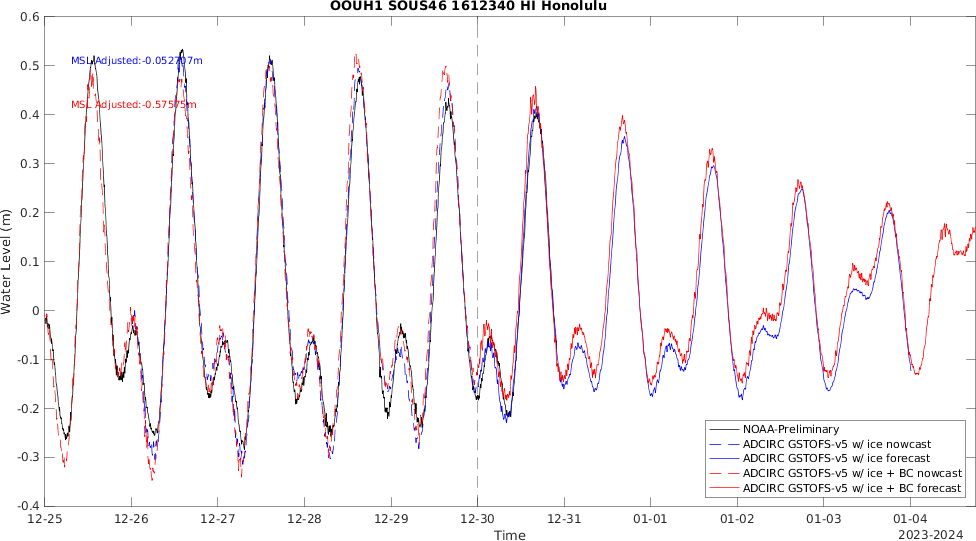 OOUH1 SOUS46 1612340 HI Honolulu
0.6
0.5
0.4
0.3
0.2
0.1
0
-0.1
-0.2
-0.3
-0.4
Water Level (m)
MSL Adjusted:-0.052707m
MSL Adjusted:-0.57575m
NOAA-Preliminary
ADCIRC GSTOFS-v5 w/ ice nowcast
ADCIRC GSTOFS-v5 w/ ice forecast
ADCIRC GSTOFS-v5 w/ ice + BC nowcast
ADCIRC GSTOFS-v5 w/ ice + BC forecast
12-25 12-26 12-27 12-28 12-29 12-30 12-31 01-01 01-02 01-03 01-04
Time
2023-2024